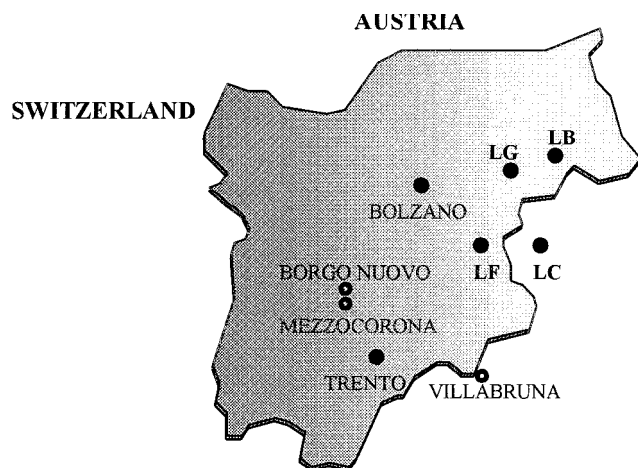 AUSTRIA
SWITZERLAND
LG
LB
BOLZANO
BORGO NUOVO
LF
LC
MEZZOCORONA
TRENTO
VILLABRUNA